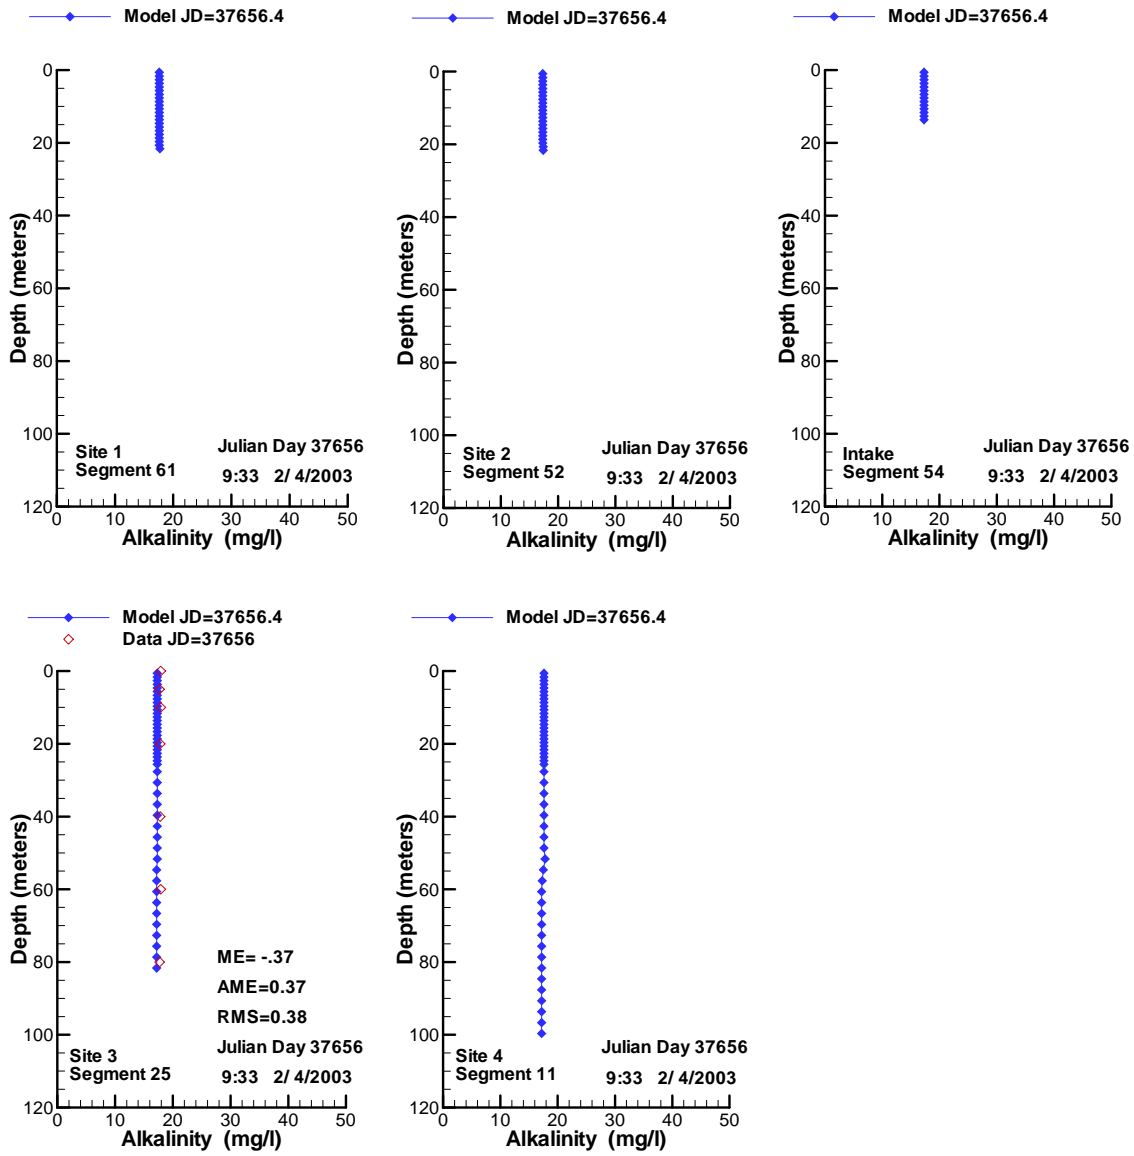 Model JD=37656.4
0
20
40
60
80
100
120
Depth (meters)
Site 1
Segment 61
Julian Day 37656
9:33 2/ 4/2003
0 10 20 30 40 50
Alkalinity (mg/l)
Model JD=37656.4
0
20
40
60
80
100
120
Depth (meters)
Site 2
Segment 52
Julian Day 37656
9:33 2/ 4/2003
0 10 20 30 40 50
Alkalinity (mg/l)
Model JD=37656.4
0
20
40
60
80
100
120
Depth (meters)
Intake
Segment 54
Julian Day 37656
9:33 2/ 4/2003
0 10 20 30 40 50
Alkalinity (mg/l)
Model JD=37656.4
Data JD=37656
0
20
40
60
80
100
120
Depth (meters)
ME= -.37
AME=0.37
RMS=0.38
Site 3
Segment 25
Julian Day 37656
9:33 2/ 4/2003
0 10 20 30 40 50
Alkalinity (mg/l)
Model JD=37656.4
0
20
40
60
80
100
120
Depth (meters)
Site 4
Segment 11
Julian Day 37656
9:33 2/ 4/2003
0 10 20 30 40 50
Alkalinity (mg/l)